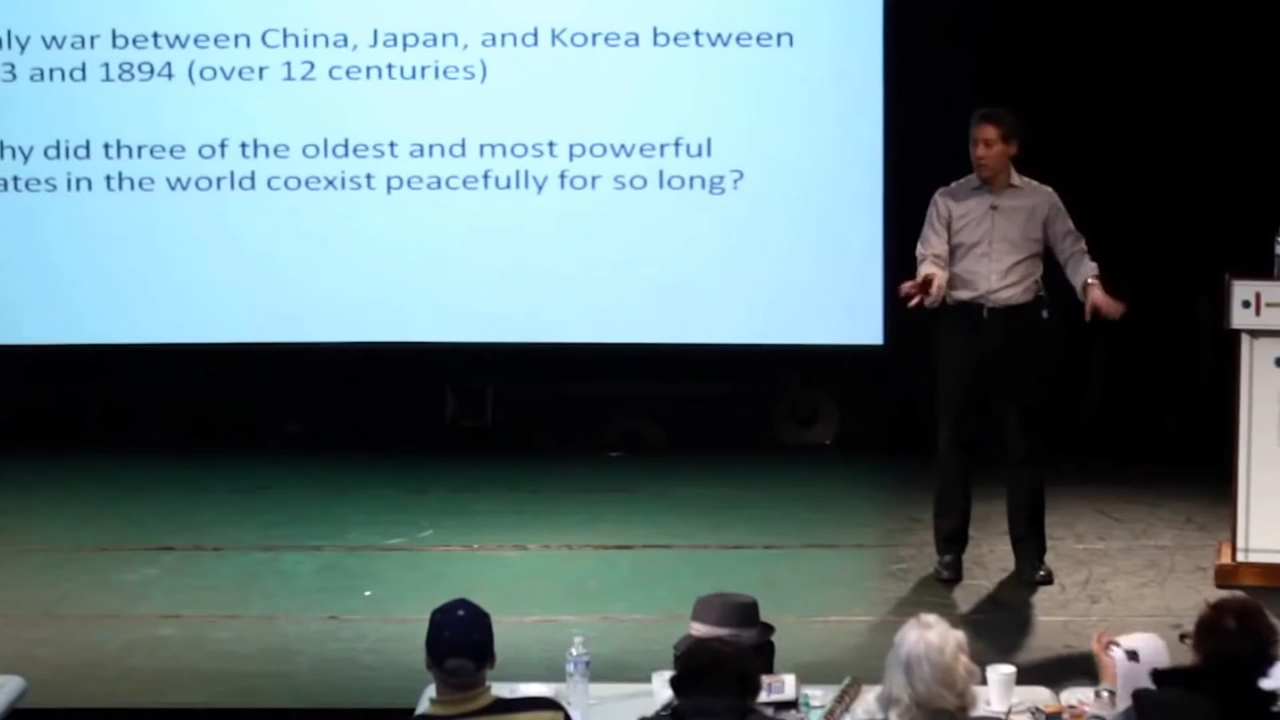 ly war between China, Japan, and Korea between
3 and 1894 (over 12 centuries)
hy did three of the oldest and most powerful
ates in the world coexist peacefully for so long?